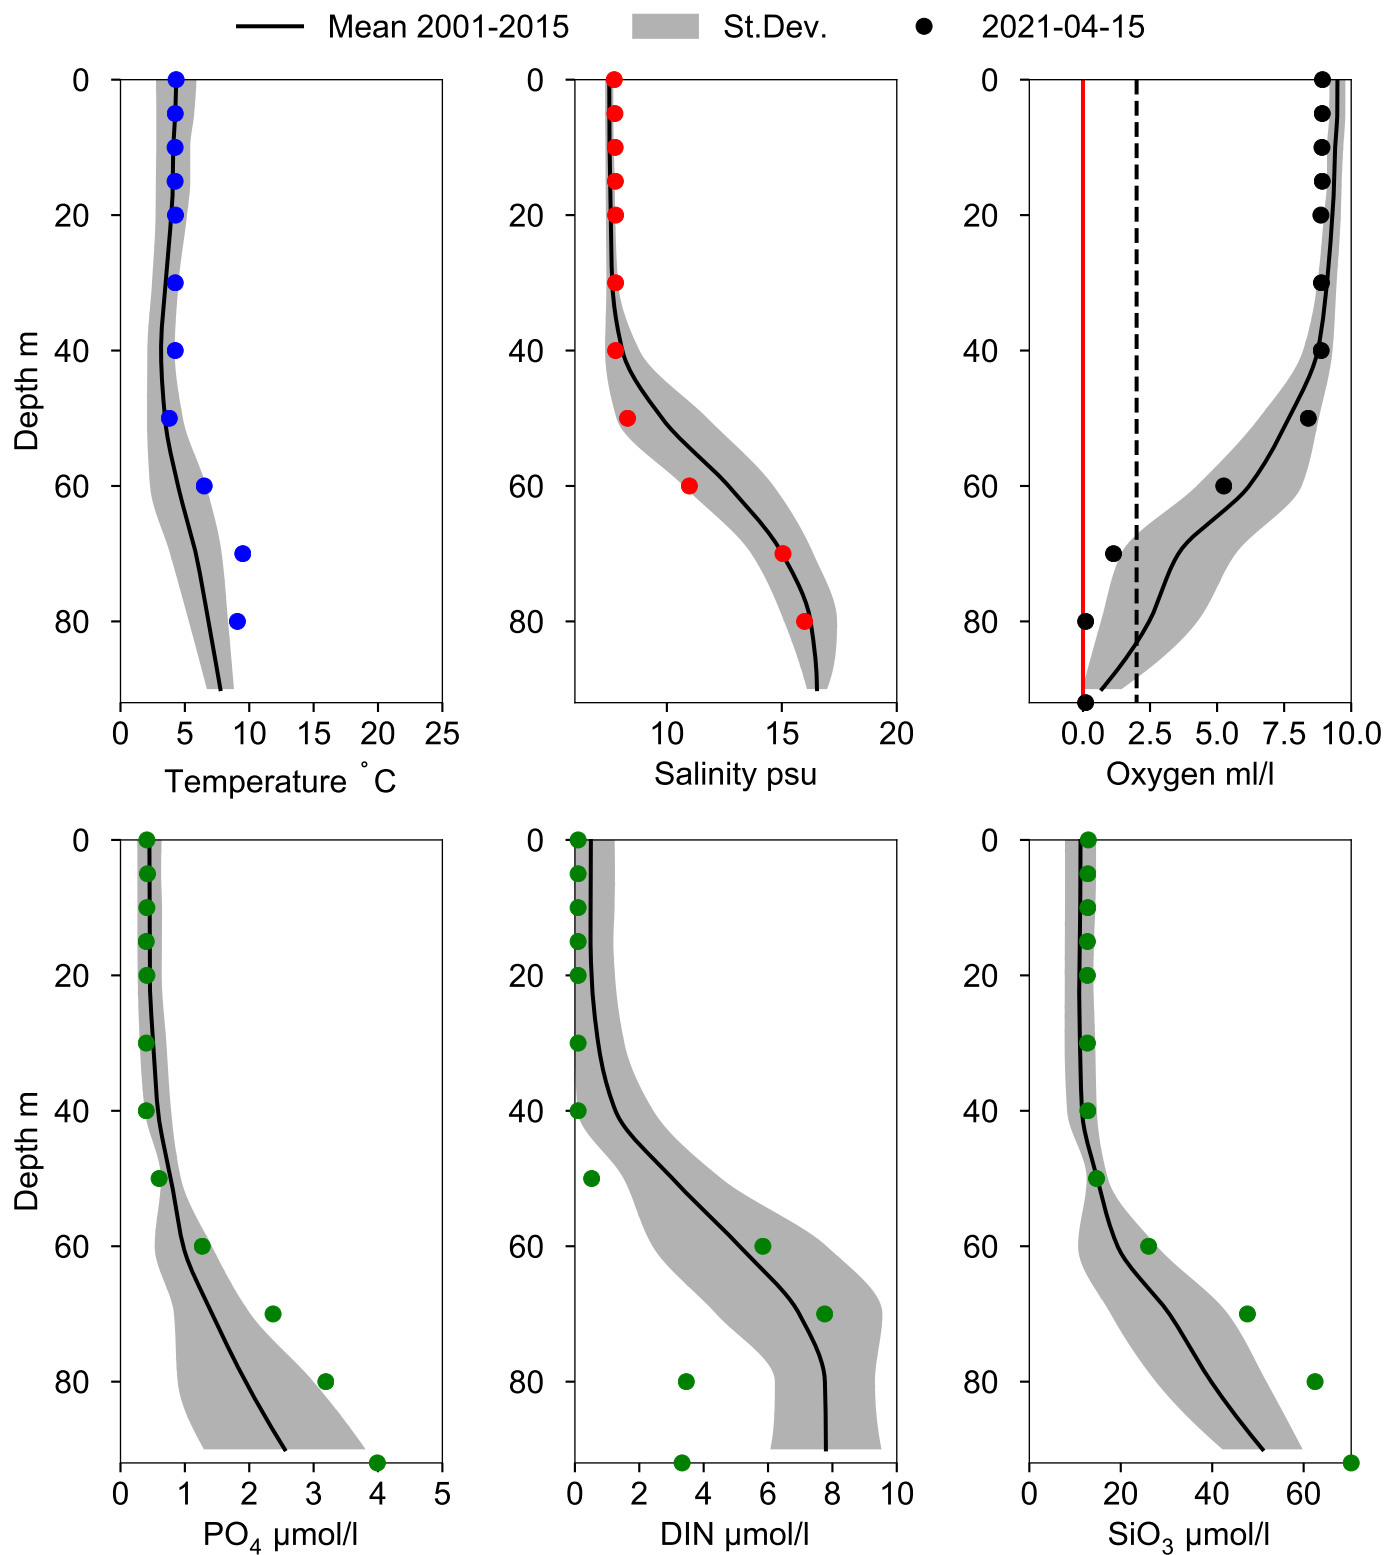 Mean 2001-2015 St.Dev. 2021-04-15
0 0 0
20 20 20
40 40 40
60 60 60
80 80 80
Depth m
0 5 10 15 20 25 10 15 20 0.0 2.5 5.0 7.5 10.0
Temperature °C Salinity psu Oxygen ml/l
0 0 0
20 20 20
40 40 40
60 60 60
80 80 80
Depth m
0 1 2 3 4 5 0 2 4 6 8 10 0 20 40 60
PO₄ µmol/l DIN µmol/l SiO₃ µmol/l